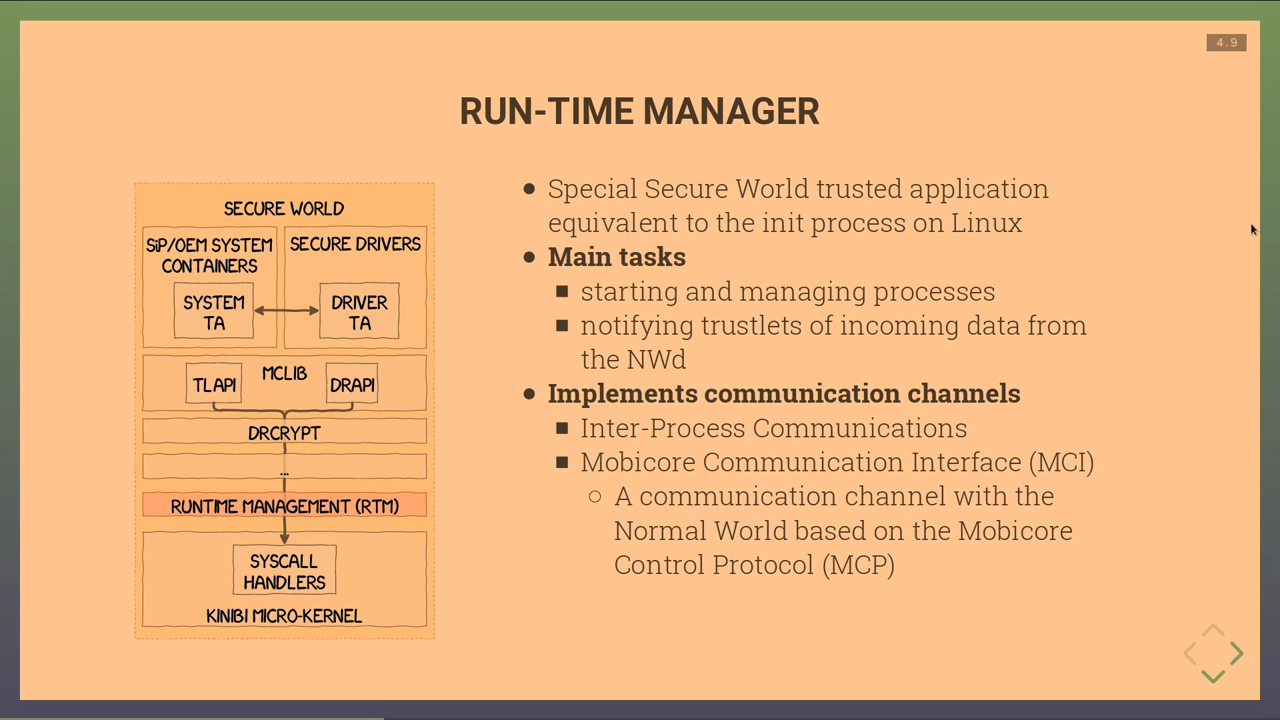 4.9
RUN-TIME MANAGER
SECURE WORLD
SiP/OEM SYSTEM
CONTAINERS
SECURE DRIVERS
SYSTEM
TA
DRIVER
TA
MCLIB
TLAPI
DRAPI
DRCRYPT
...
RUNTIME MANAGEMENT (RTM)
SYSCALL
HANDLERS
KINIBI MICRO-KERNEL
● Special Secure World trusted application
equivalent to the init process on Linux
● Main tasks
■ starting and managing processes
■ notifying trustlets of incoming data from
the NWd
● Implements communication channels
■ Inter-Process Communications
■ Mobicore Communication Interface (MCI)
○ A communication channel with the
Normal World based on the Mobicore
Control Protocol (MCP)